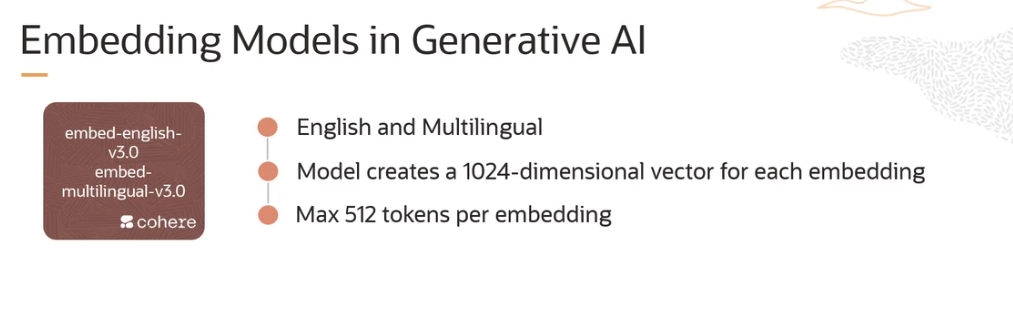 Embedding Models in Generative AI
embed-english-
v3.0
embed-
multilingual-v3.0
cohere
English and Multilingual
Model creates a 1024-dimensional vector for each embedding
Max 512 tokens per embedding